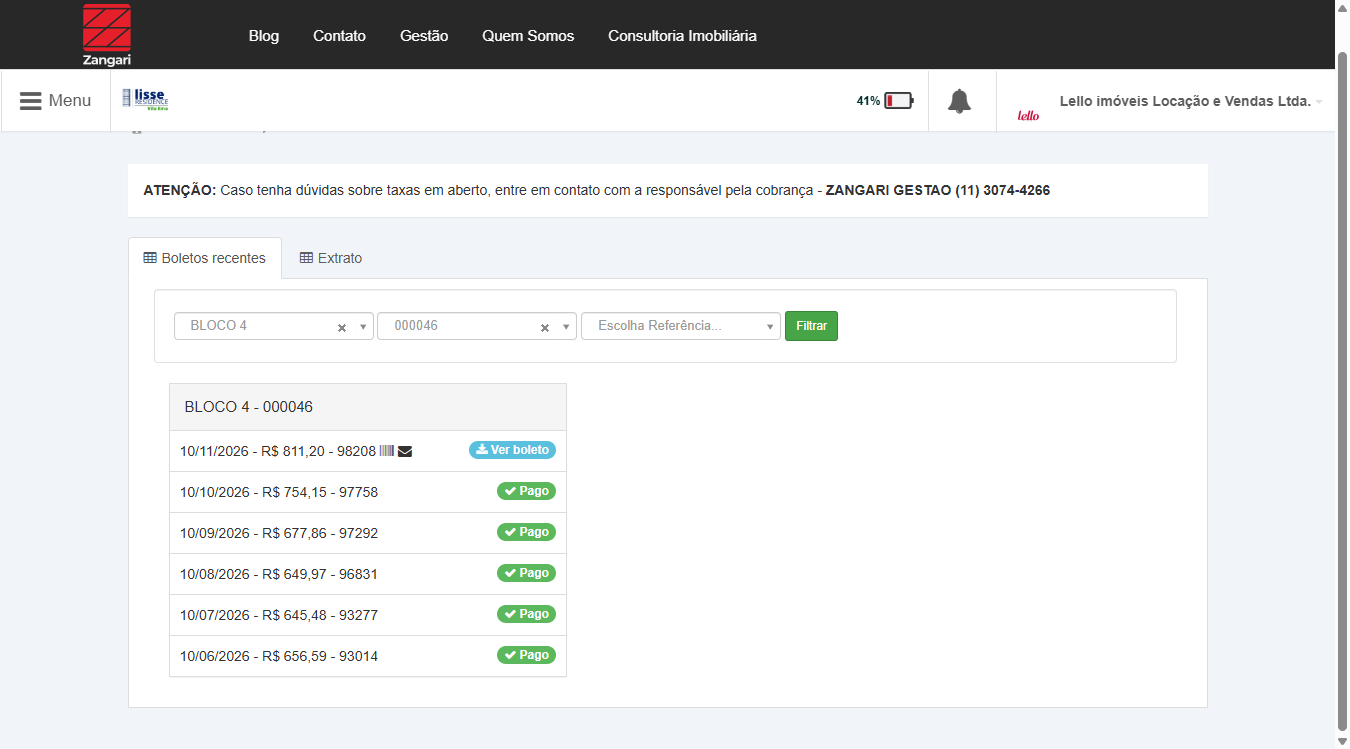 Zangari
Blog Contato Gestão Quem Somos Consultoria Imobiliária
Menu
lisse
RESIDENCE
41%
lello
Lello imóveis Locação e Vendas Ltda.
ATENÇÃO: Caso tenha dúvidas sobre taxas em aberto, entre em contato com a responsável pela cobrança - ZANGARI GESTAO (11) 3074-4266
Boletos recentes Extrato
BLOCO 4 × 000046 × Escolha Referência... Filtrar
BLOCO 4 - 000046
10/11/2026 - R$ 811,20 - 98208 Ver boleto
10/10/2026 - R$ 754,15 - 97758 Pago
10/09/2026 - R$ 677,86 - 97292 Pago
10/08/2026 - R$ 649,97 - 96831 Pago
10/07/2026 - R$ 645,48 - 93277 Pago
10/06/2026 - R$ 656,59 - 93014 Pago